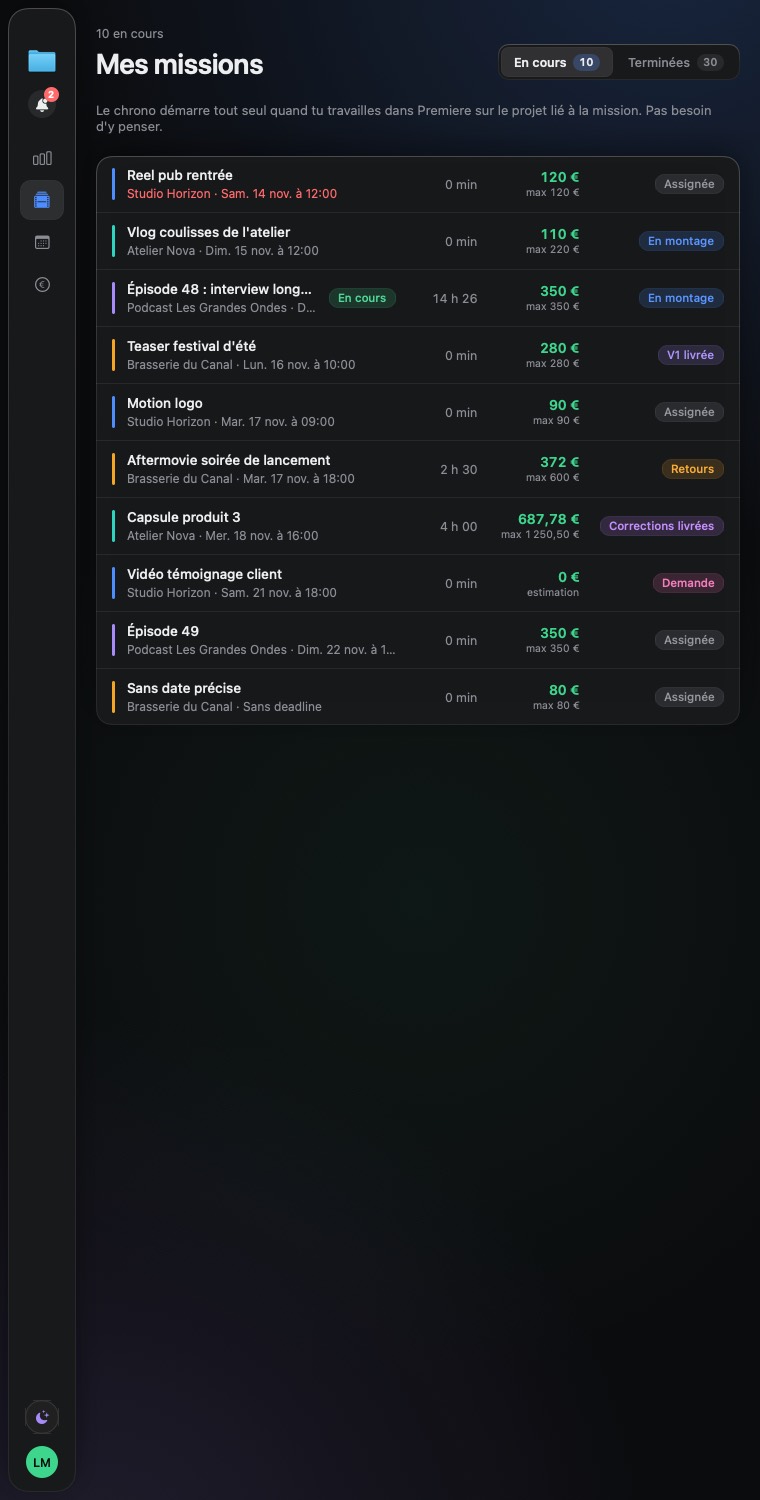 10 en cours
Mes missions
En cours 10
Terminées 30
2
Le chrono démarre tout seul quand tu travailles dans Premiere sur le projet lié à la mission. Pas besoin
d'y penser.
Reel pub rentrée
Studio Horizon · Sam. 14 nov. à 12:00
0 min
120 €
max 120 €
Assignée
Vlog coulisses de l'atelier
Atelier Nova · Dim. 15 nov. à 12:00
0 min
110 €
max 220 €
En montage
Épisode 48 : interview long...
Podcast Les Grandes Ondes · D...
En cours
14 h 26
350 €
max 350 €
En montage
Teaser festival d'été
Brasserie du Canal · Lun. 16 nov. à 10:00
0 min
280 €
max 280 €
V1 livrée
Motion logo
Studio Horizon · Mar. 17 nov. à 09:00
0 min
90 €
max 90 €
Assignée
Aftermovie soirée de lancement
Brasserie du Canal · Mar. 17 nov. à 18:00
2 h 30
372 €
max 600 €
Retours
Capsule produit 3
Atelier Nova · Mer. 18 nov. à 16:00
4 h 00
687,78 €
max 1 250,50 €
Corrections livrées
Vidéo témoignage client
Studio Horizon · Sam. 21 nov. à 18:00
0 min
0 €
estimation
Demande
Épisode 49
Podcast Les Grandes Ondes · Dim. 22 nov. à 1...
0 min
350 €
max 350 €
Assignée
Sans date précise
Brasserie du Canal · Sans deadline
0 min
80 €
max 80 €
Assignée
LM